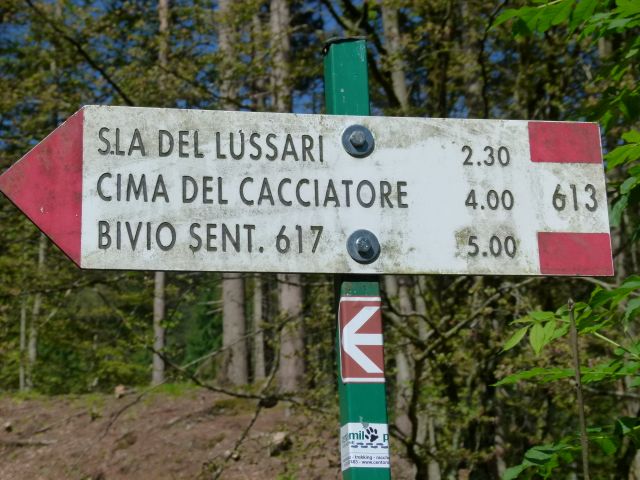 S.LA DEL LUSSARI 2.30
CIMA DEL CACCIATORE 4.00
BIVIO SENT. 617 5.00
613